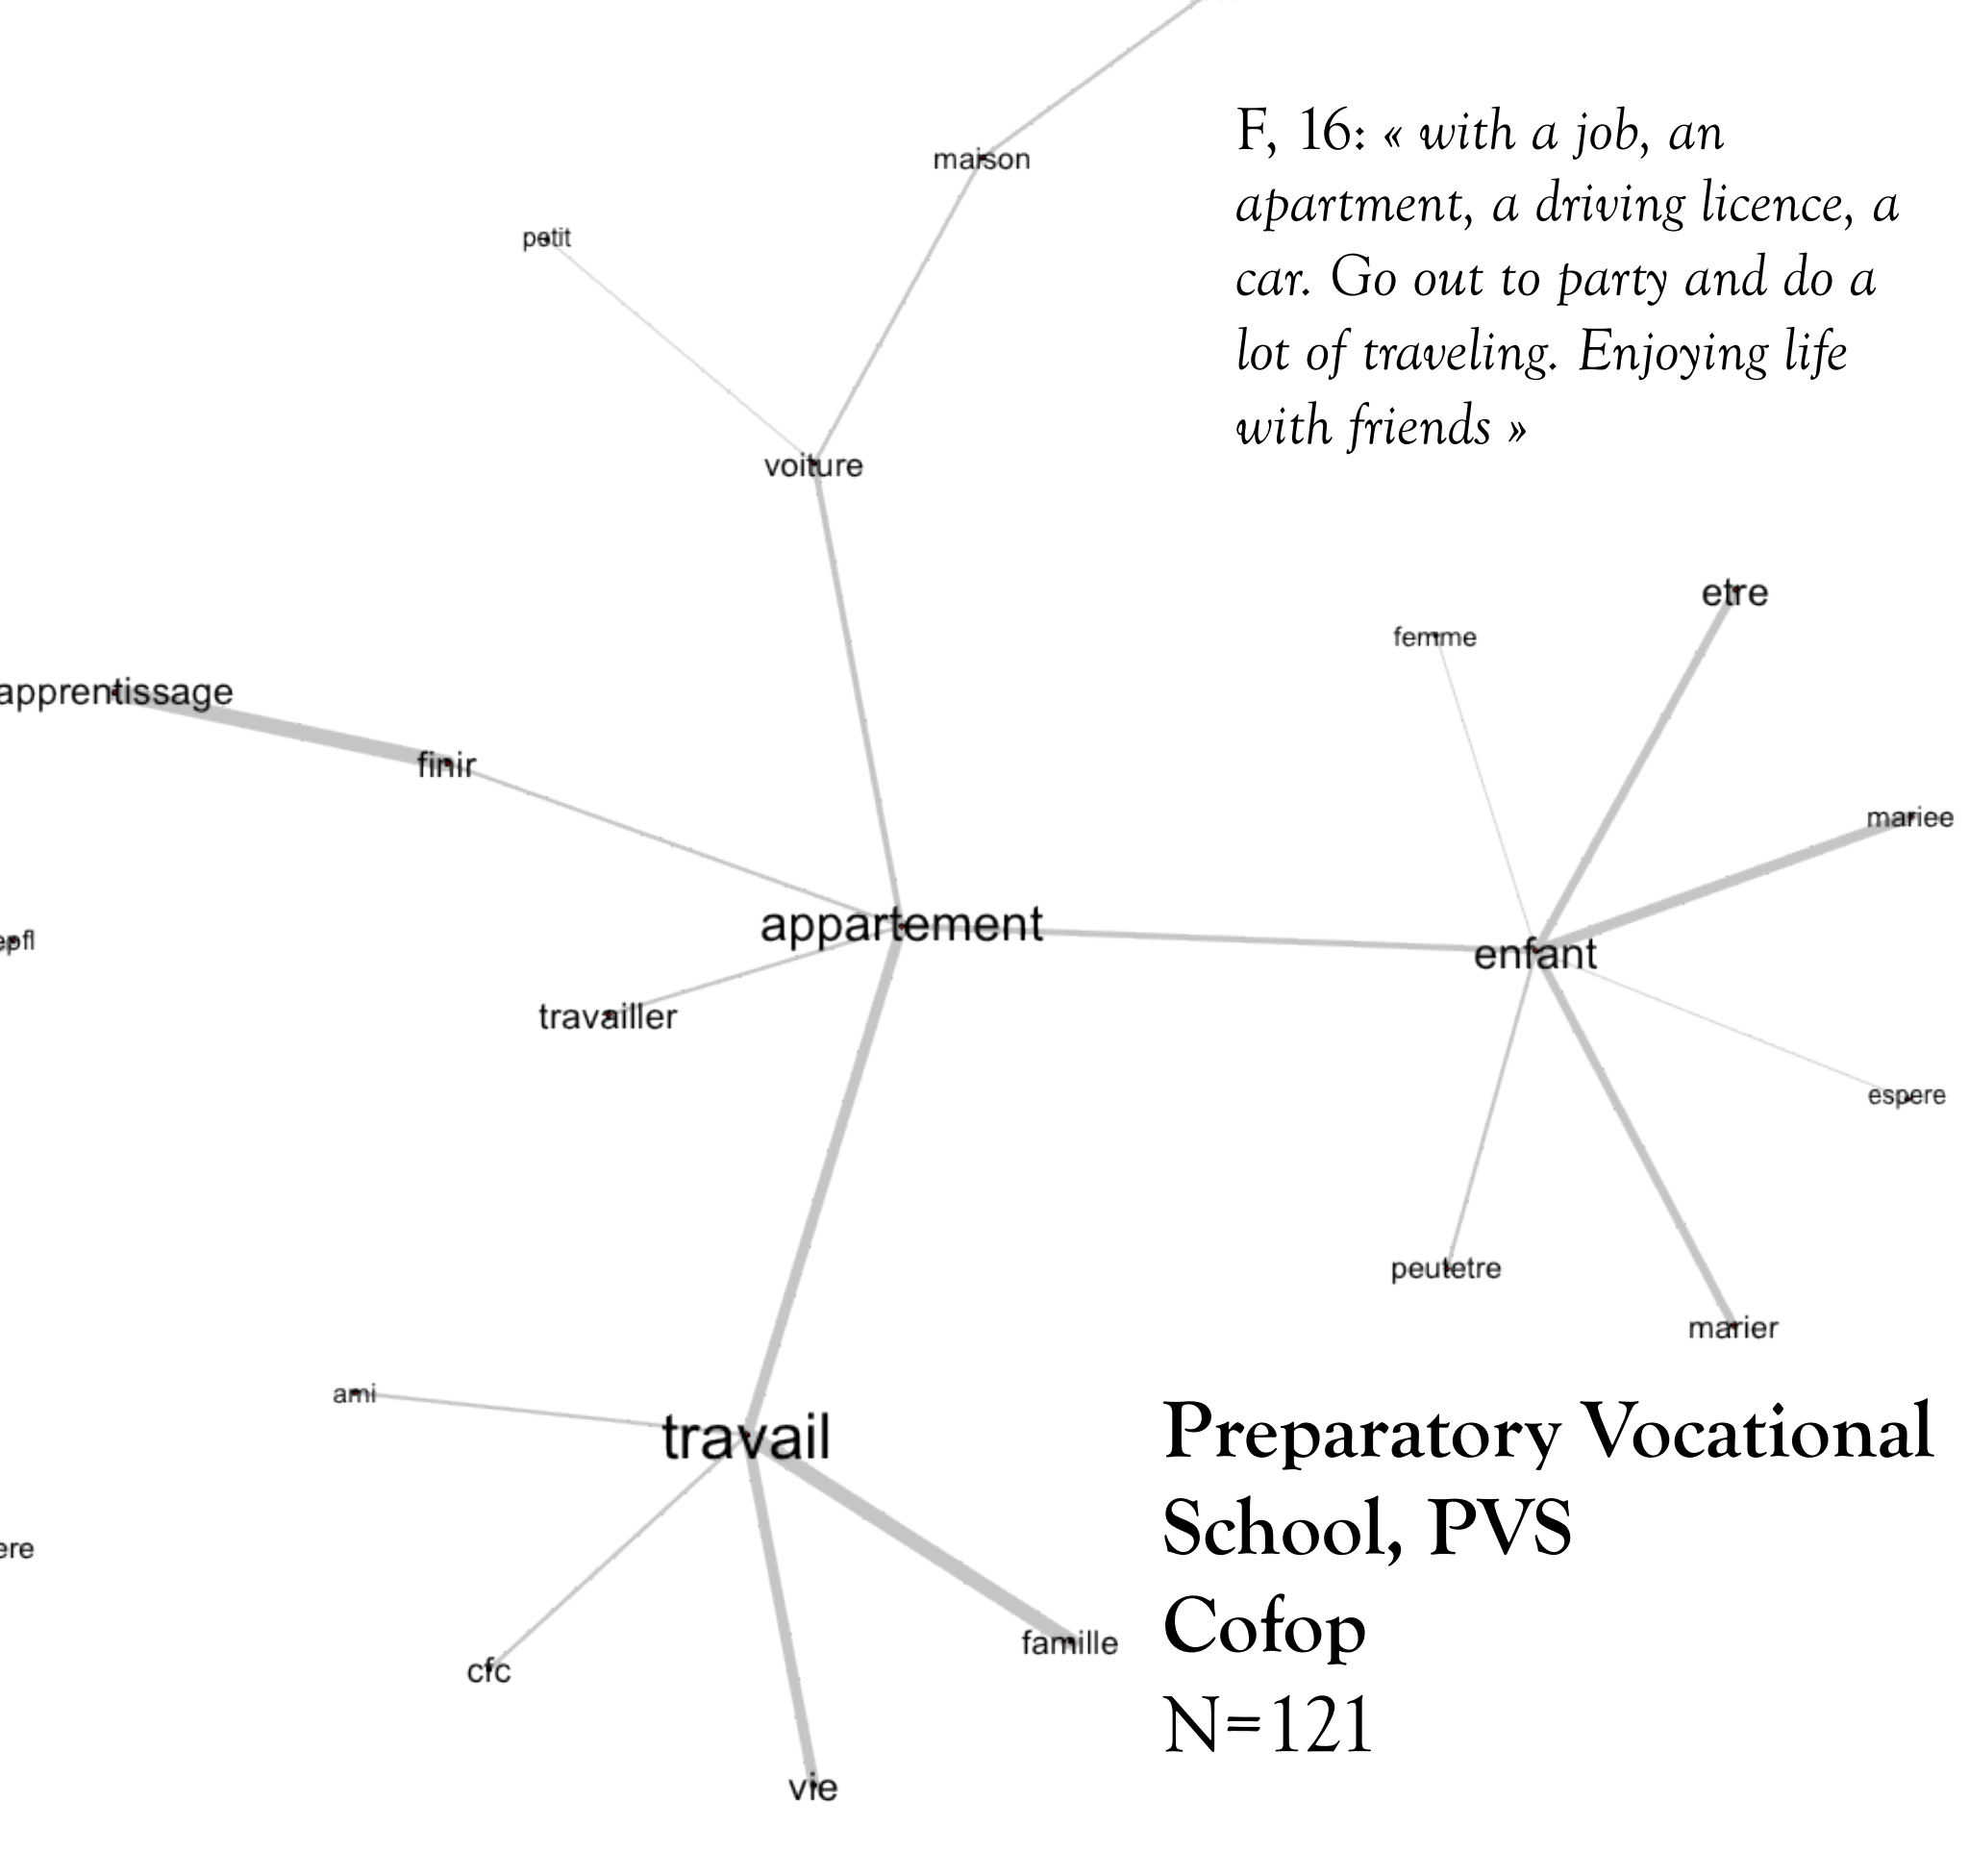 F, 16: « with a job, an
apartment, a driving licence, a
car. Go out to party and do a
lot of traveling. Enjoying life
with friends »
maison
petit
voiture
etre
femme
apprentissage
finir
mariee
appartement
enfant
epfl
travailler
espere
peutetre
marier
ami
travail
ere
famille
cfc
vie
Preparatory Vocational
School, PVS
Cofop
N=121